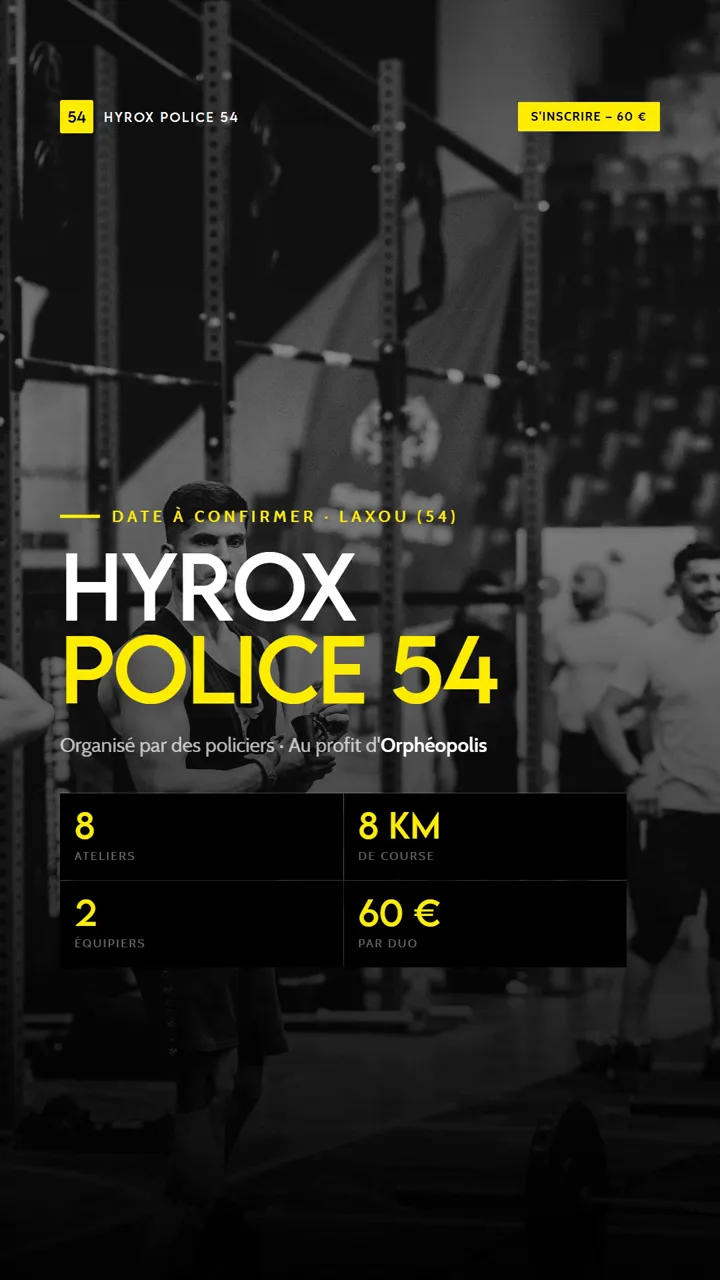 54 HYROX POLICE 54
S'INSCRIRE – 60 €
DATE À CONFIRMER · LAXOU (54)
HYROX
POLICE 54
Organisé par des policiers · Au profit d'Orphéopolis
8
ATELIERS
8 KM
DE COURSE
2
ÉQUIPIERS
60 €
PAR DUO